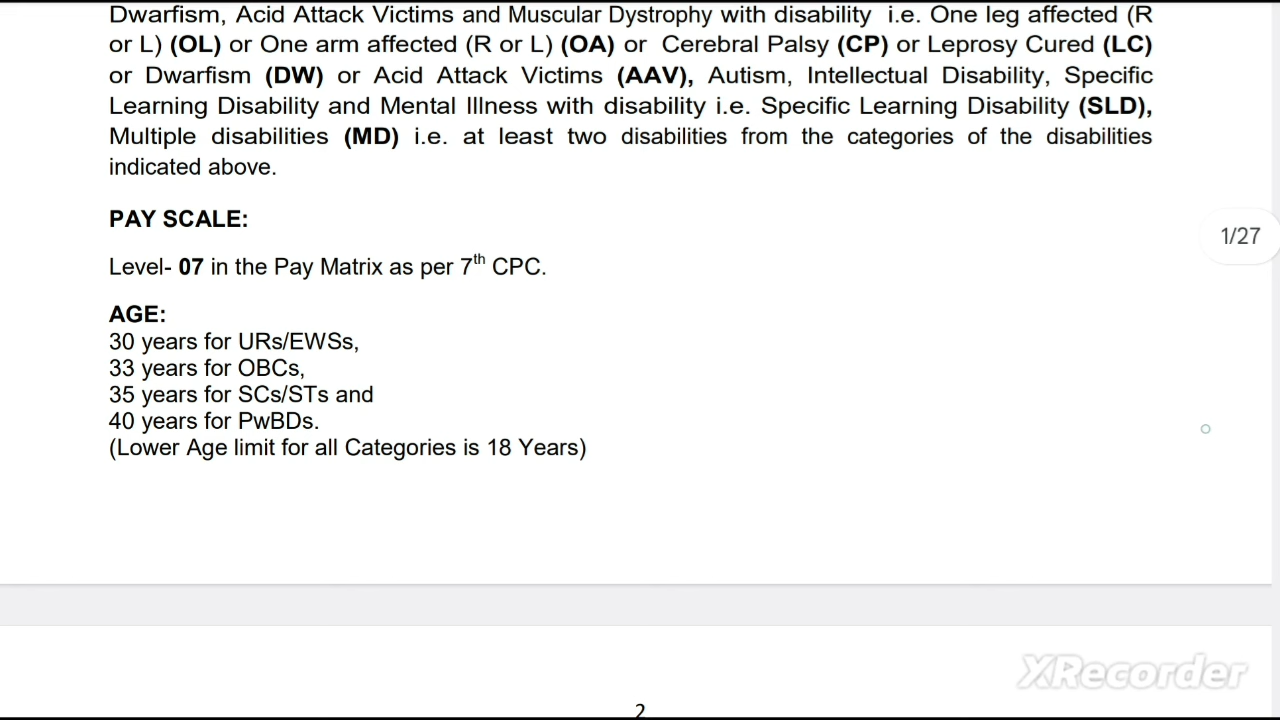 Dwarfism, Acid Attack Victims and Muscular Dystrophy with disability i.e. One leg affected (R
or L) (OL) or One arm affected (R or L) (OA) or Cerebral Palsy (CP) or Leprosy Cured (LC)
or Dwarfism (DW) or Acid Attack Victims (AAV), Autism, Intellectual Disability, Specific
Learning Disability and Mental Illness with disability i.e. Specific Learning Disability (SLD),
Multiple disabilities (MD) i.e. at least two disabilities from the categories of the disabilities
indicated above.
PAY SCALE:
1/27
Level- 07 in the Pay Matrix as per 7th CPC.
AGE:
30 years for URs/EWSs,
33 years for OBCs,
35 years for SCs/STs and
40 years for PwBDs.
(Lower Age limit for all Categories is 18 Years)
XRecorder
2